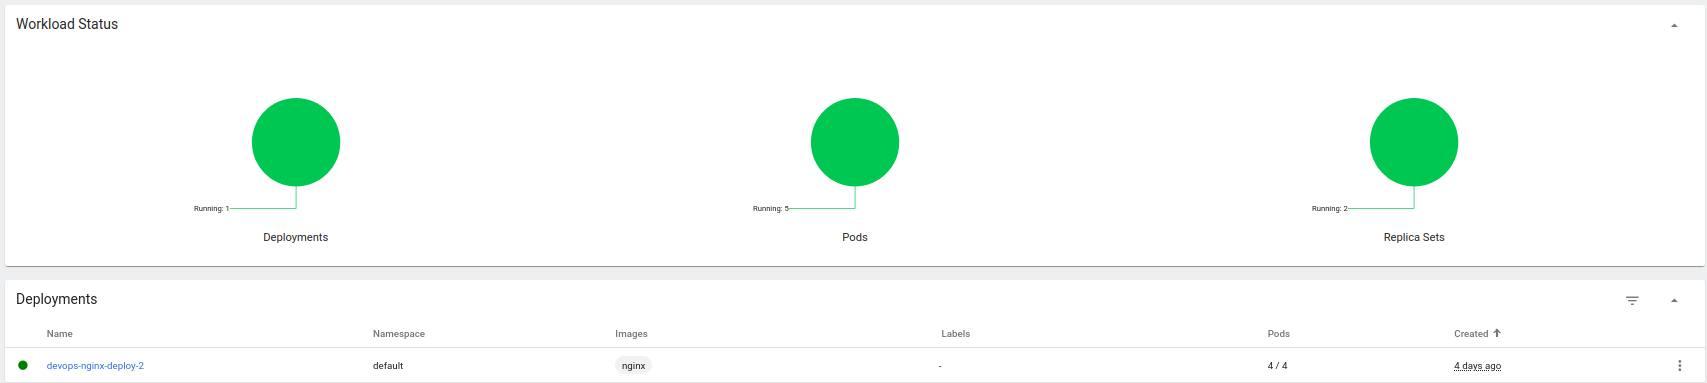 Workload Status
Running: 1
Running: 5
Running: 2
Deployments
Pods
Replica Sets
Deployments
Name Namespace Images Labels Pods Created
devops-nginx-deploy-2 default nginx - 4 / 4 4 days ago